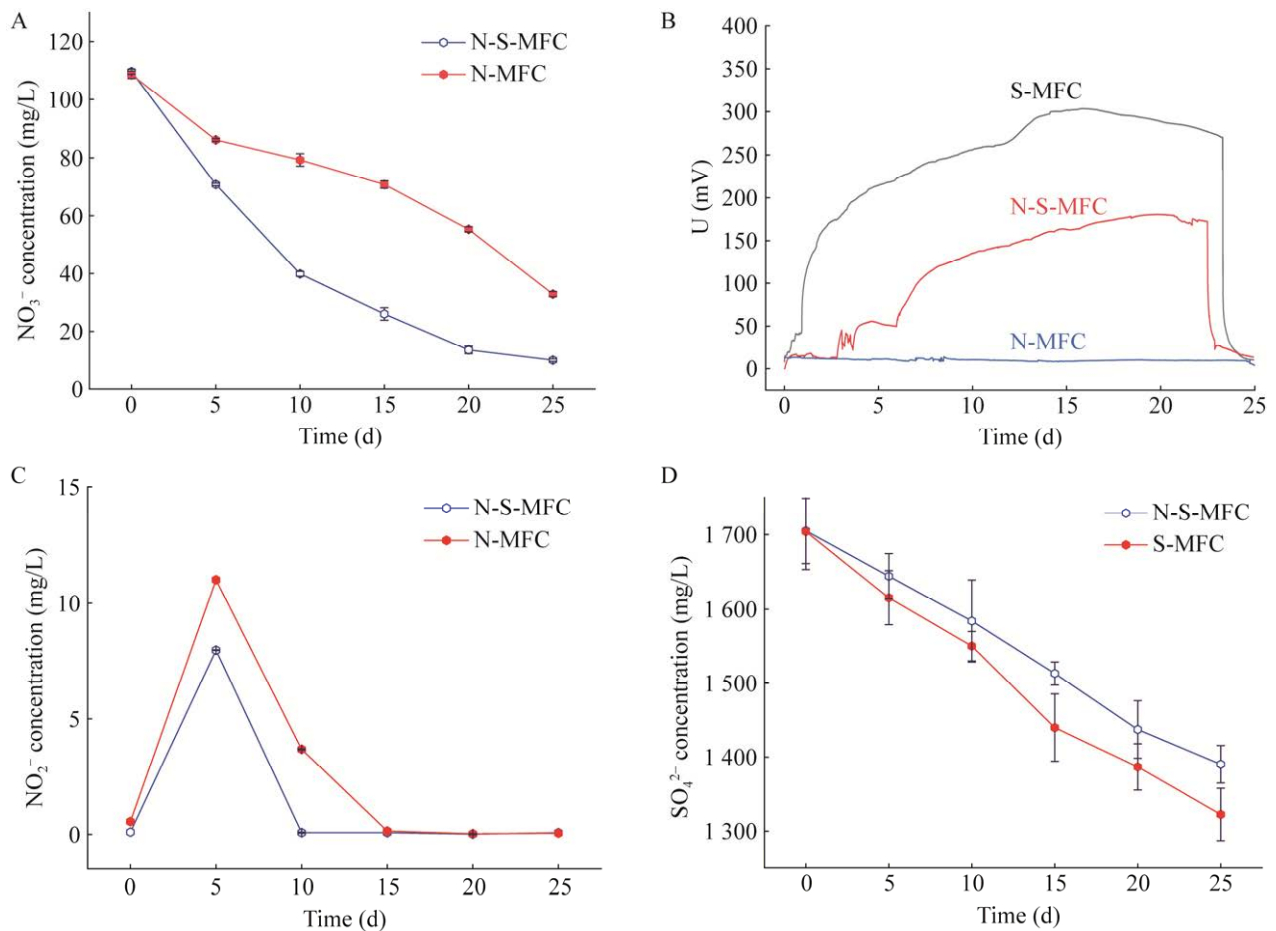 A
NO₃⁻ concentration (mg/L)
120
100
80
60
40
20
0
N-S-MFC
N-MFC
0 5 10 15 20 25
Time (d)
B
U (mV)
400
350
300
250
200
150
100
50
0
S-MFC
N-S-MFC
N-MFC
0 5 10 15 20 25
Time (d)
C
NO₂⁻ concentration (mg/L)
15
10
5
0
N-S-MFC
N-MFC
0 5 10 15 20 25
Time (d)
D
SO₄²⁻ concentration (mg/L)
1 700
1 600
1 500
1 400
1 300
N-S-MFC
S-MFC
0 5 10 15 20 25
Time (d)